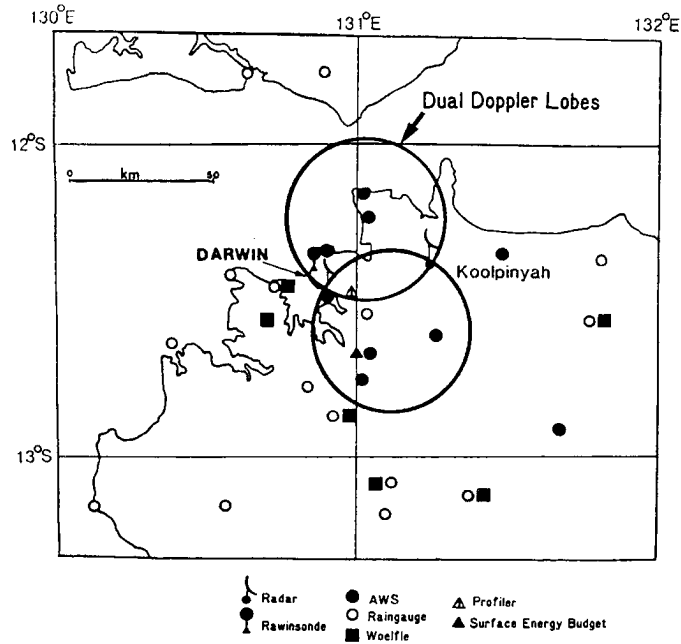 130°E
131°E
132°E
Dual Doppler Lobes
12°S
km
0 50
DARWIN
Koolpinyah
13°S
Radar
Rawinsonde
AWS
Raingauge
Woelfle
Profiler
Surface Energy Budget